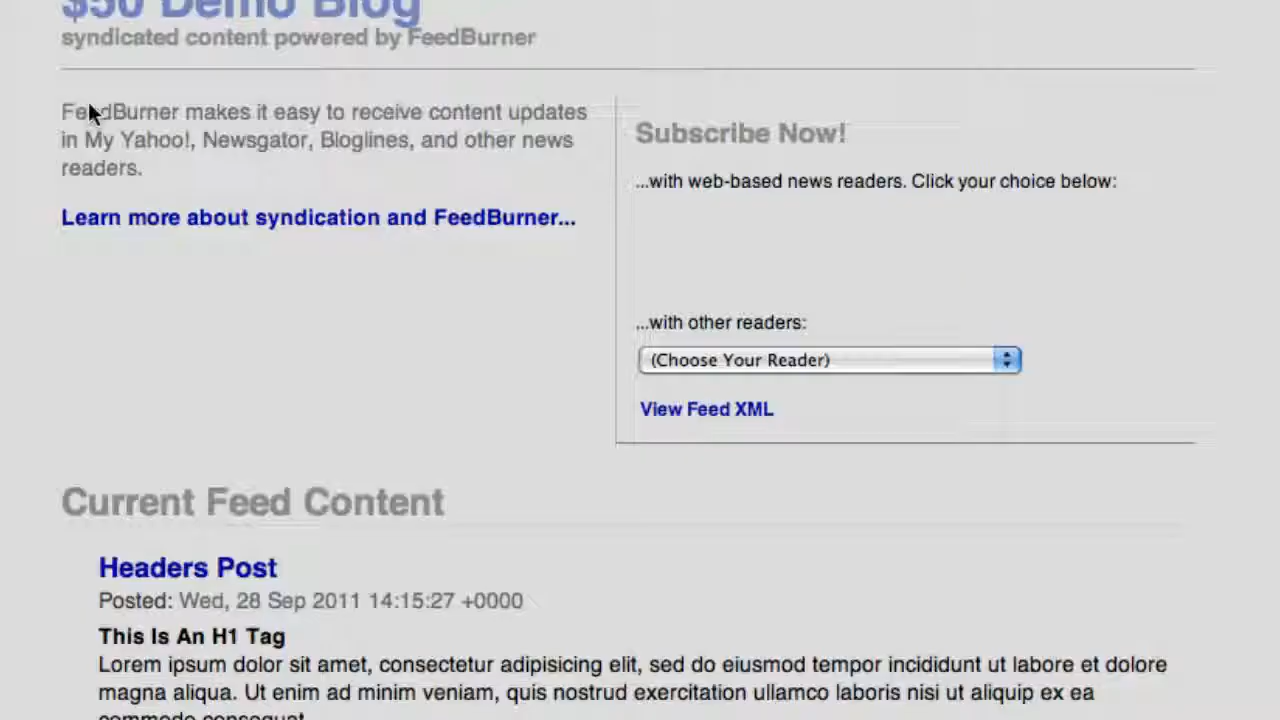 $50 Demo Blog
syndicated content powered by FeedBurner
FeedBurner makes it easy to receive content updates
in My Yahoo!, Newsgator, Bloglines, and other news
readers.
Learn more about syndication and FeedBurner...
Subscribe Now!
...with web-based news readers. Click your choice below:
...with other readers:
(Choose Your Reader)
View Feed XML
Current Feed Content
Headers Post
Posted: Wed, 28 Sep 2011 14:15:27 +0000
This Is An H1 Tag
Lorem ipsum dolor sit amet, consectetur adipisicing elit, sed do eiusmod tempor incididunt ut labore et dolore
magna aliqua. Ut enim ad minim veniam, quis nostrud exercitation ullamco laboris nisi ut aliquip ex ea
commodo consequat.